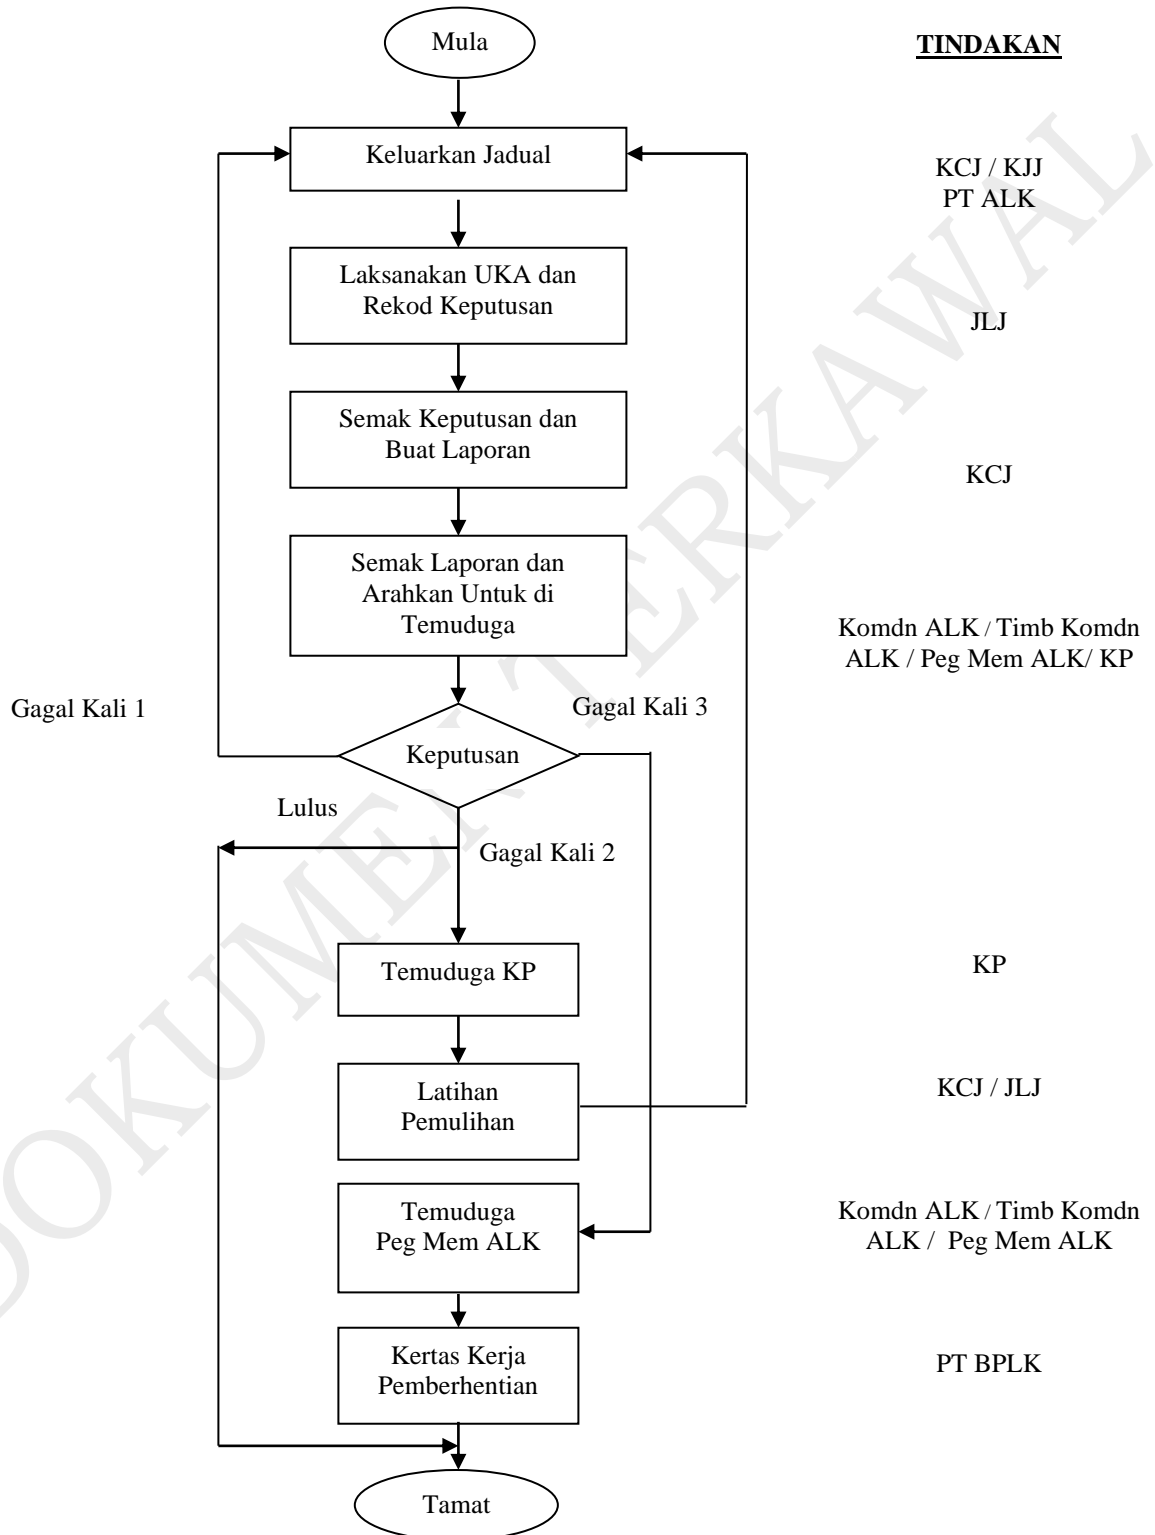 Mula
TINDAKAN
Keluarkan Jadual
KCJ / KJJ
PT ALK
Laksanakan UKA dan
Rekod Keputusan
JLJ
Semak Keputusan dan
Buat Laporan
KCJ
Semak Laporan dan
Arahkan Untuk di
Temuduga
Komdn ALK / Timb Komdn
ALK / Peg Mem ALK/ KP
Gagal Kali 1
Gagal Kali 3
Keputusan
Lulus
Gagal Kali 2
Temuduga KP
KP
Latihan
Pemulihan
KCJ / JLJ
Temuduga
Peg Mem ALK
Komdn ALK / Timb Komdn
ALK / Peg Mem ALK
Kertas Kerja
Pemberhentian
PT BPLK
Tamat
DOKUMEN TERKAWAL